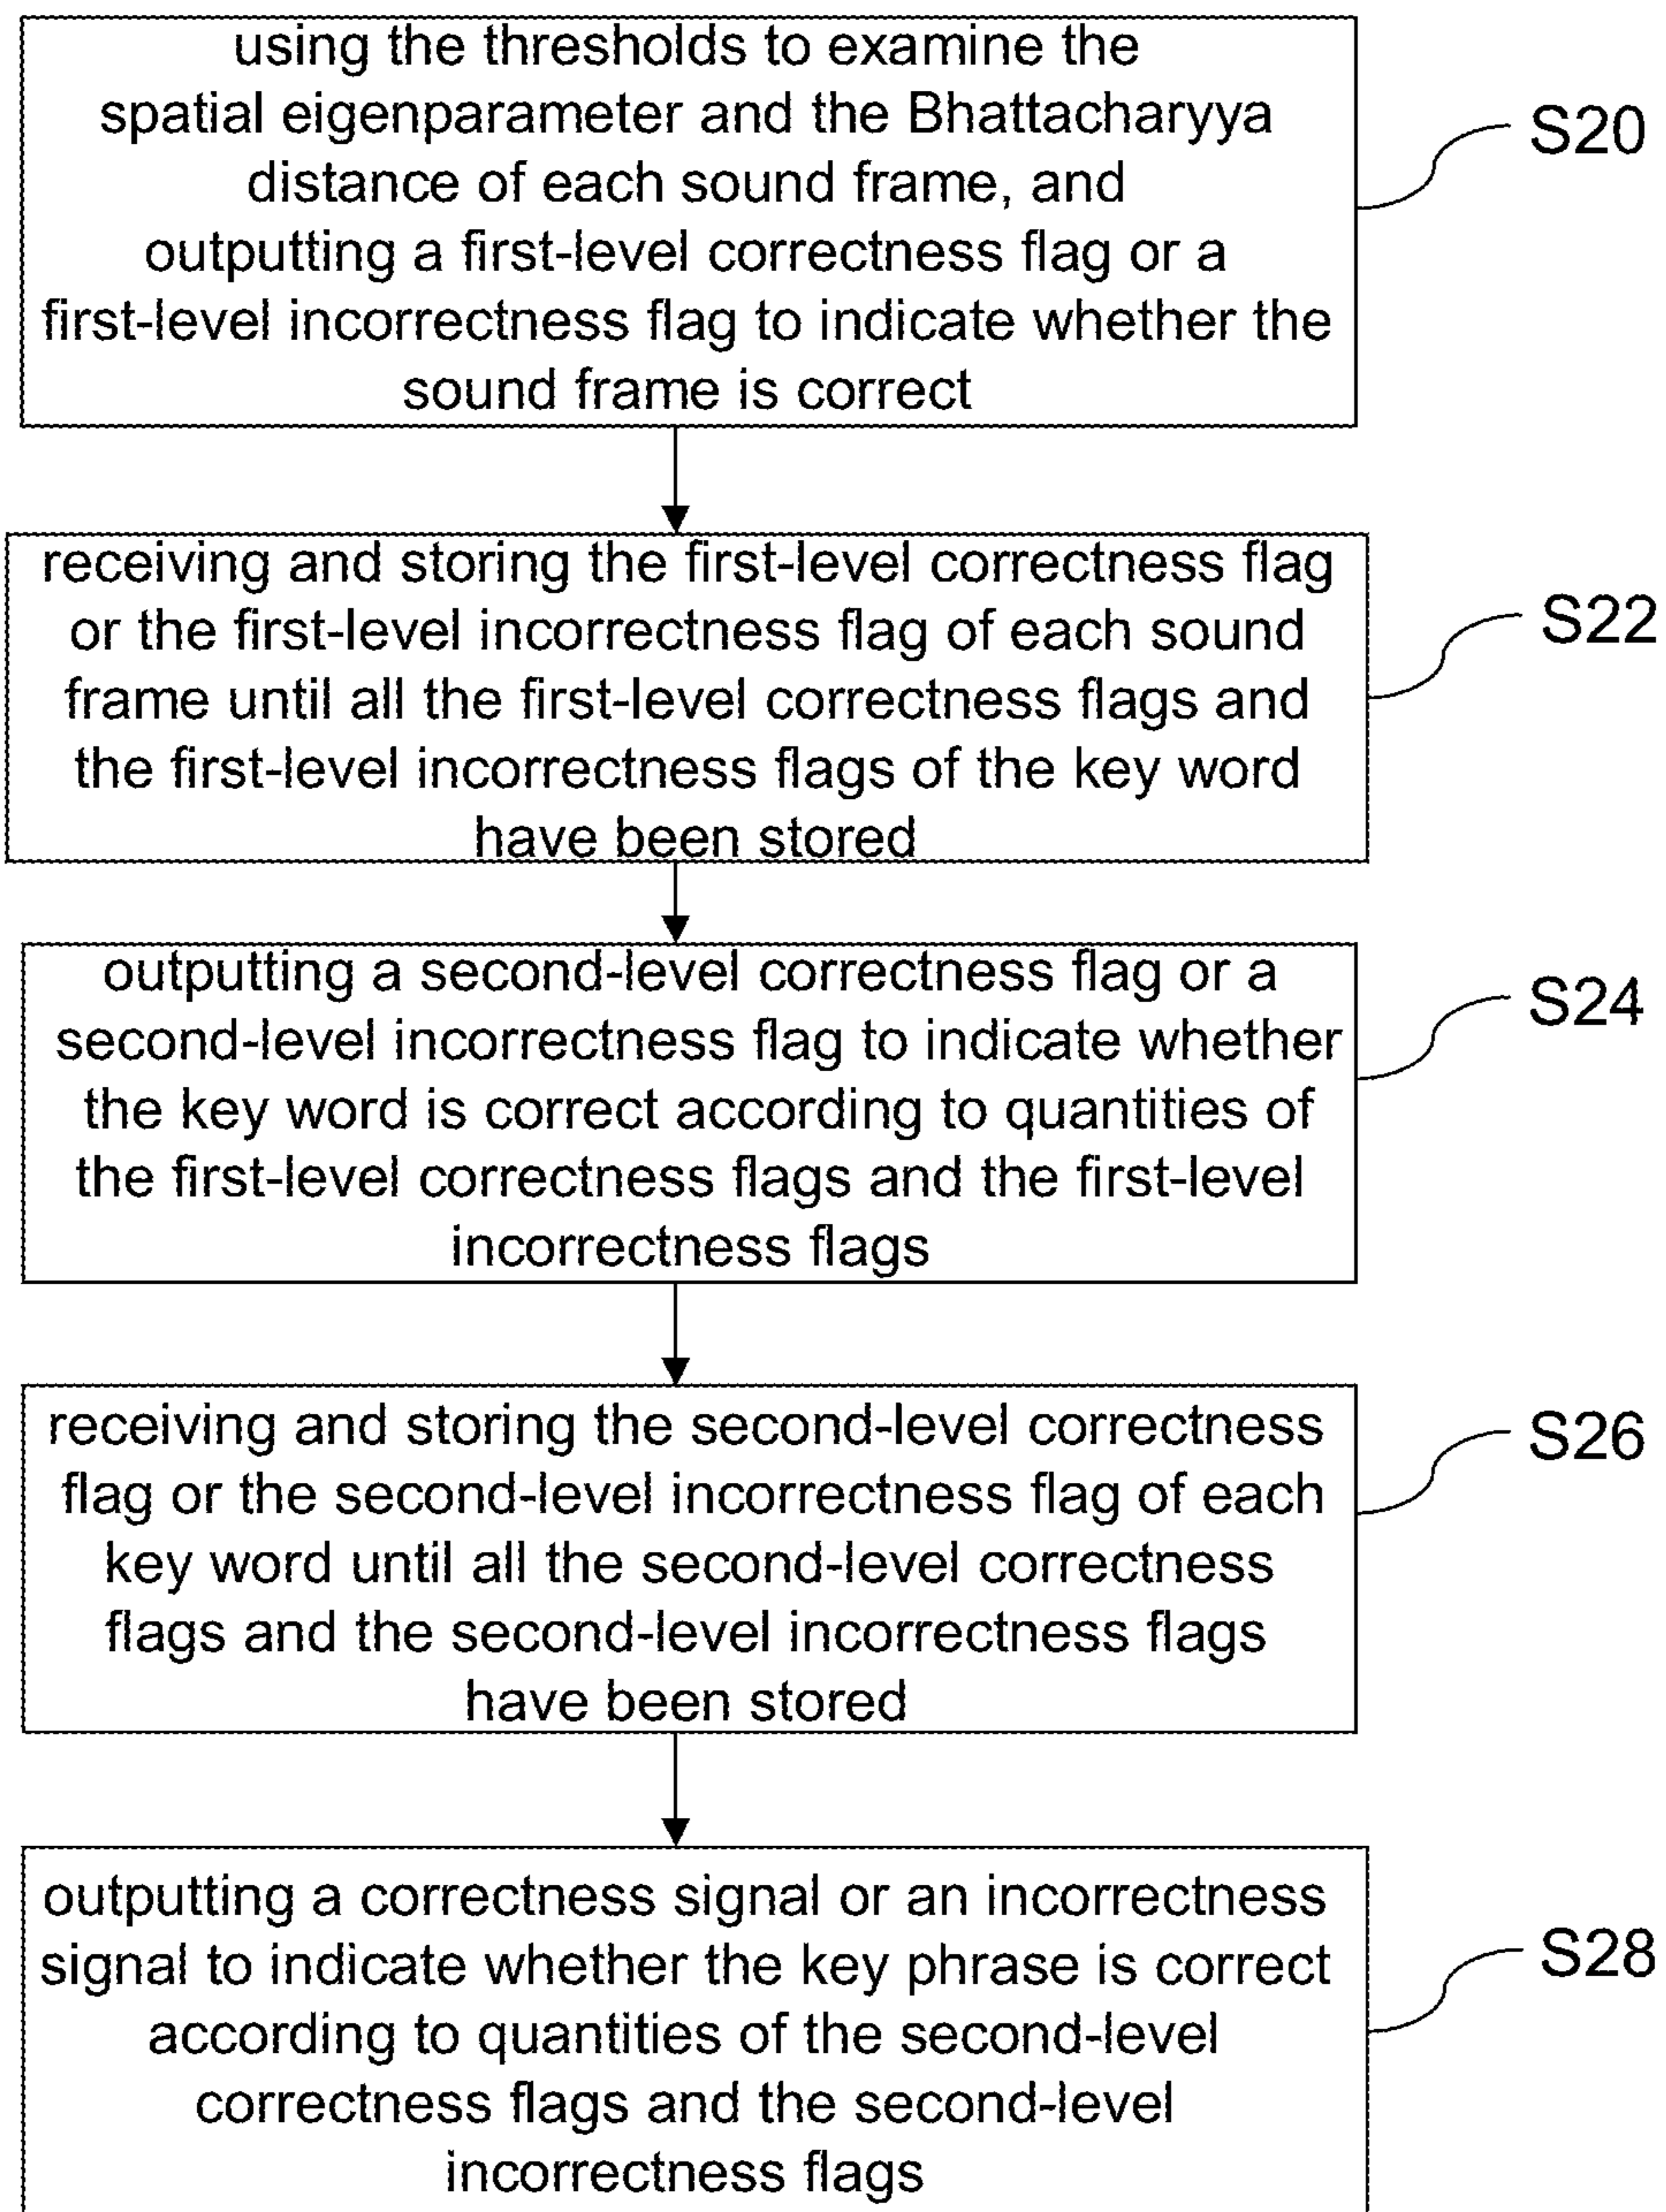 using the thresholds to examine the
spatial eigenparameter and the Bhattacharyya
distance of each sound frame, and
outputting a first-level correctness flag or a
first-level incorrectness flag to indicate whether the
sound frame is correct
S20
receiving and storing the first-level correctness flag
or the first-level incorrectness flag of each sound
frame until all the first-level correctness flags and
the first-level incorrectness flags of the key word
have been stored
S22
outputting a second-level correctness flag or a
second-level incorrectness flag to indicate whether
the key word is correct according to quantities of
the first-level correctness flags and the first-level
incorrectness flags
S24
receiving and storing the second-level correctness
flag or the second-level incorrectness flag of each
key word until all the second-level correctness
flags and the second-level incorrectness flags
have been stored
S26
outputting a correctness signal or an incorrectness
signal to indicate whether the key phrase is correct
according to quantities of the second-level
correctness flags and the second-level
incorrectness flags
S28